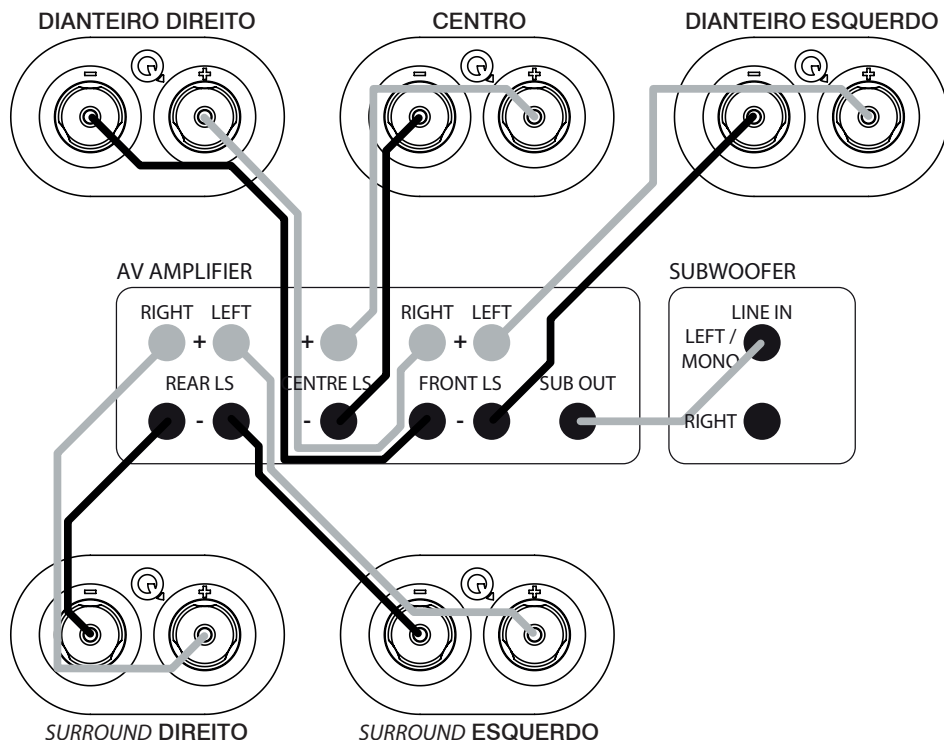 DIANTEIRO DIREITO
CENTRO
DIANTEIRO ESQUERDO
- +
- +
- +
AV AMPLIFIER
SUBWOOFER
RIGHT LEFT
RIGHT LEFT
LINE IN
+
+
+
LEFT /
MONO
REAR LS
CENTRE LS
FRONT LS
SUB OUT
-
-
-
RIGHT
- +
- +
SURROUND DIREITO
SURROUND ESQUERDO